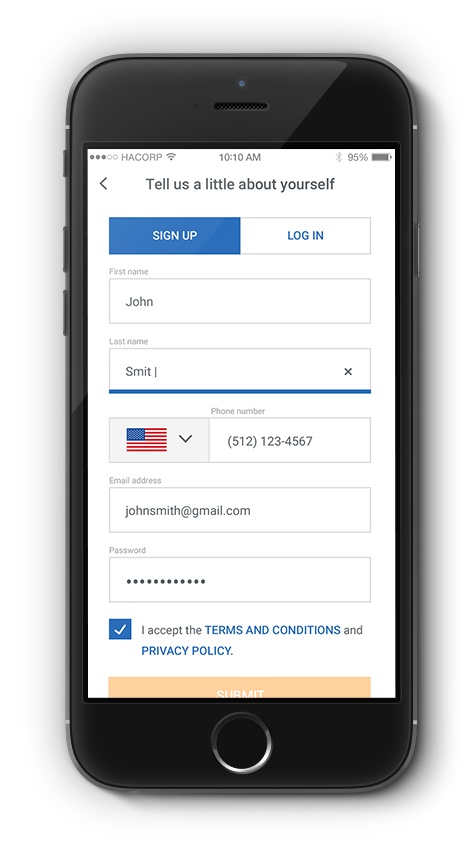 HACORP 10:10 AM 95%
Tell us a little about yourself
SIGN UP LOG IN
First name
John
Last name
Smit
Phone number
(512) 123-4567
Email address
johnsmith@gmail.com
Password
I accept the TERMS AND CONDITIONS and
PRIVACY POLICY.
SUBMIT